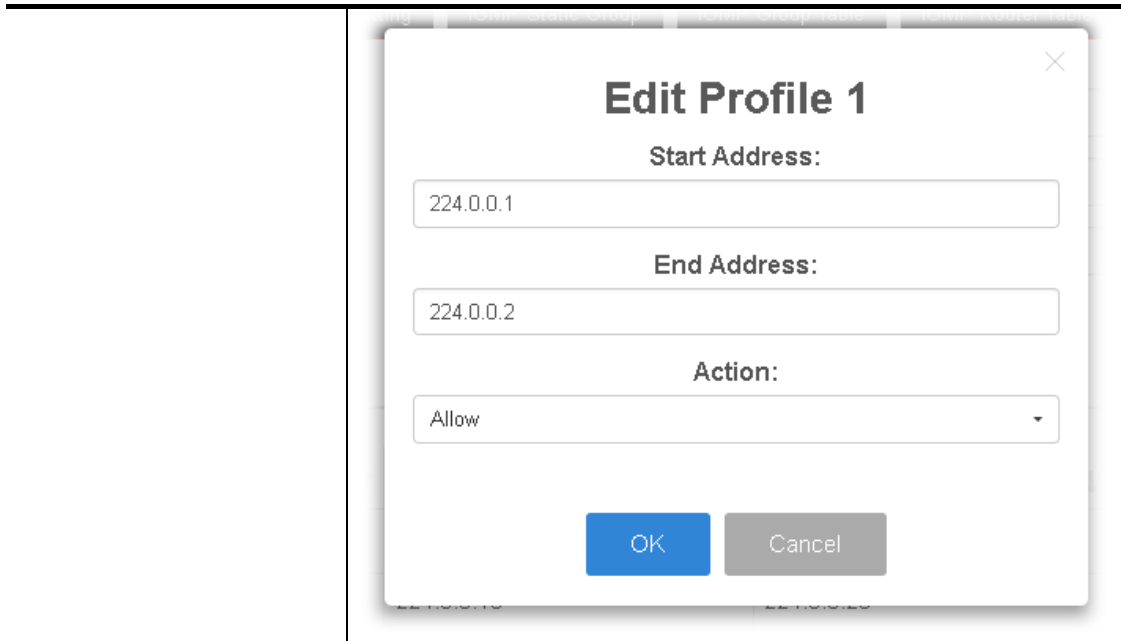 Edit Profile 1
Start Address:
224.0.0.1
End Address:
224.0.0.2
Action:
Allow
OK
Cancel